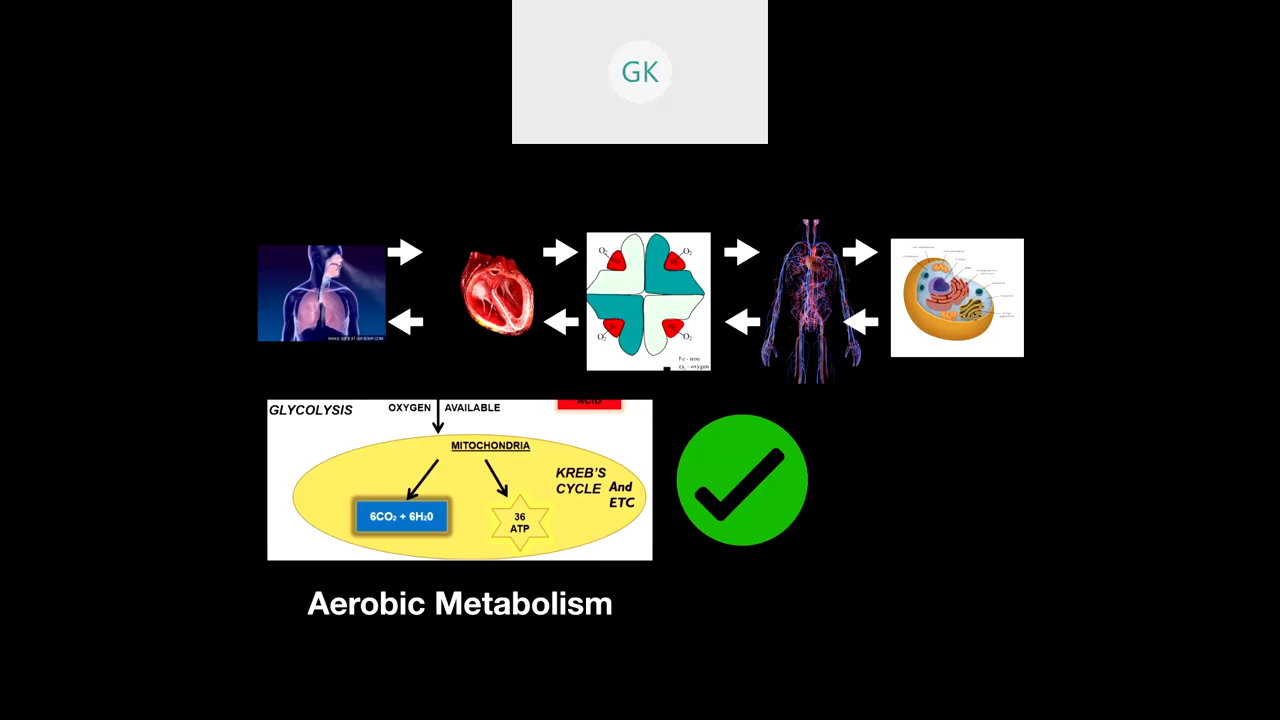 GK
O₂
O₂
O₂
O₂
Fe - iron
O₂ - oxygen
GLYCOLYSIS
OXYGEN
AVAILABLE
ACID
MITOCHONDRIA
KREB'S
CYCLE And
ETC
6CO₂ + 6H₂0
36
ATP
Aerobic Metabolism